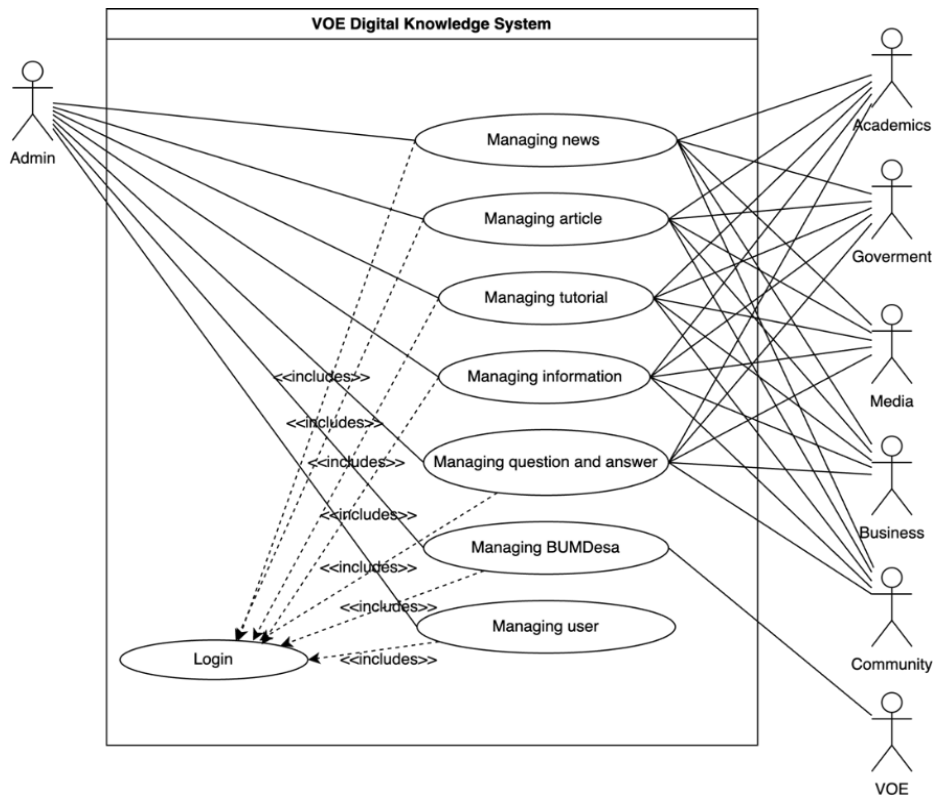 VOE Digital Knowledge System
Admin
Academics
Managing news
Goverment
Managing article
Managing tutorial
Media
Managing information
<<includes>>
<<includes>>
Managing question and answer
<<includes>>
Business
<<includes>>
Managing BUMDesa
<<includes>>
<<includes>>
Managing user
Login
<<includes>>
Community
VOE